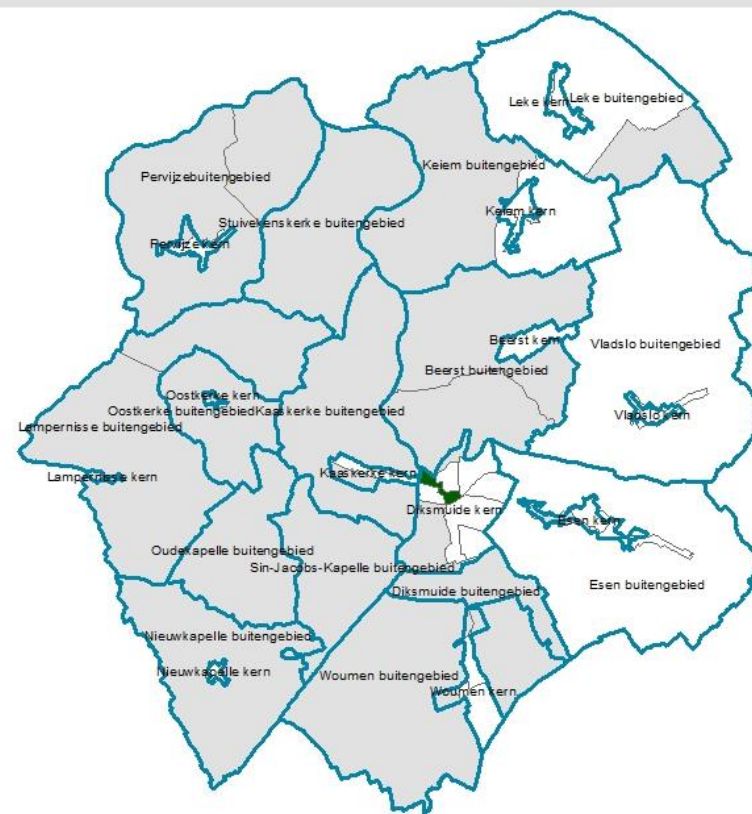 Leke kern
Leke buitengebied
Keiem buitengebied
Pervijzebuitengebied
Keiem kern
Stuivekenskerke buitengebied
Pervijze kern
Beerst kern
Vladslo buitengebied
Beerst buitengebied
Oostkerke kern
Oostkerke buitengebied
Kaaskerke buitengebied
Vladslo kern
Lampernisse buitengebied
Kaaskerke kern
Lampernisse kern
Diksmuide kern
Esen kern
Oudekapelle buitengebied
Sin-Jacobs-Kapelle buitengebied
Esen buitengebied
Diksmuide buitengebied
Nieuwkapelle buitengebied
Nieuwkapelle kern
Woumen buitengebied
Woumen kern